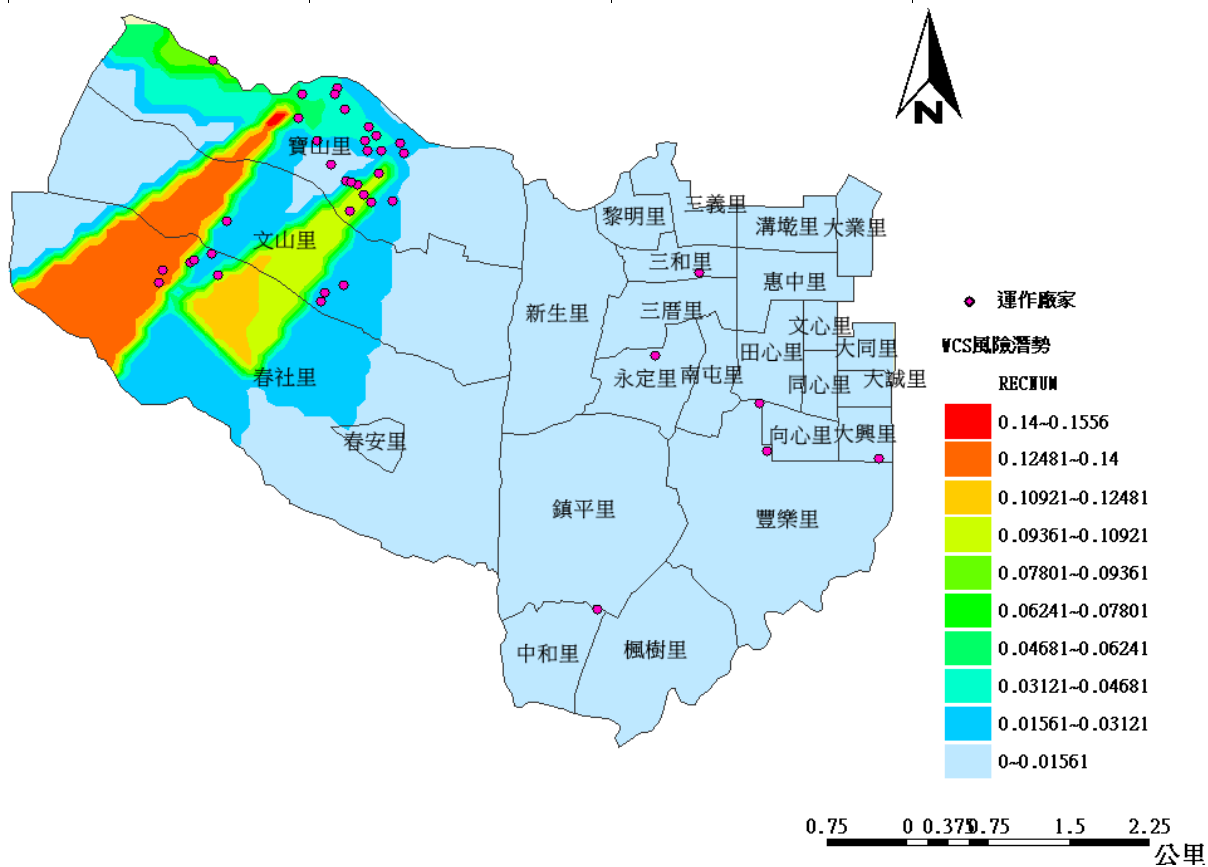 N
寶山里
文山里
春社里
春安里
新生里
黎明里
三義里
溝墘里
大業里
三和里
惠中里
三厝里
文心里
田心里
大同里
永定里
南屯里
同心里
大誠里
向心里
大興里
鎮平里
豐樂里
中和里
楓樹里
運作廠家
WCS風險潛勢
RECNUM
0.14~0.1556
0.12481~0.14
0.10921~0.12481
0.09361~0.10921
0.07801~0.09361
0.06241~0.07801
0.04681~0.06241
0.03121~0.04681
0.01561~0.03121
0~0.01561
0.75 0 0.375 0.75 1.5 2.25
公里